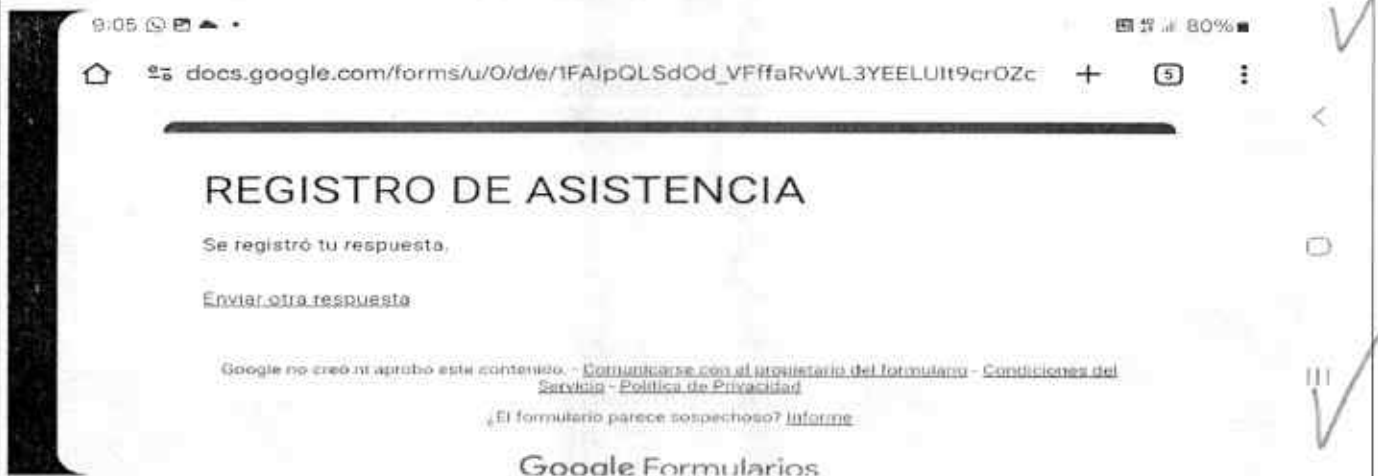 9:05
80%
docs.google.com/forms/u/0/d/e/1FAIpQLSdOd_VFffaRvWL3YEELUIt9crOZc
5
REGISTRO DE ASISTENCIA
Se registró tu respuesta.
Enviar otra respuesta
Google no creó ni aprobó este contenido. - Comunicarse con el propietario del formulario - Condiciones del
Servicio - Política de Privacidad
¿El formulario parece sospechoso? Informe
Google Formularios